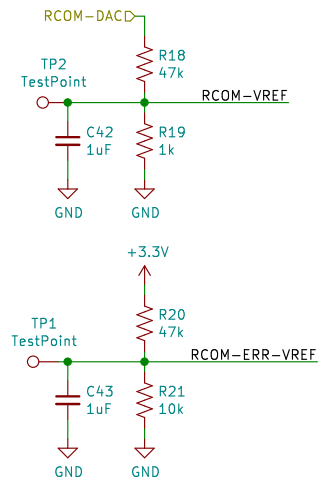 RCOM-DAC
R18
47k
TP2
TestPoint
RCOM-VREF
C42
1uF
R19
1k
GND
GND
+3.3V
R20
47k
TP1
TestPoint
RCOM-ERR-VREF
C43
1uF
R21
10k
GND
GND